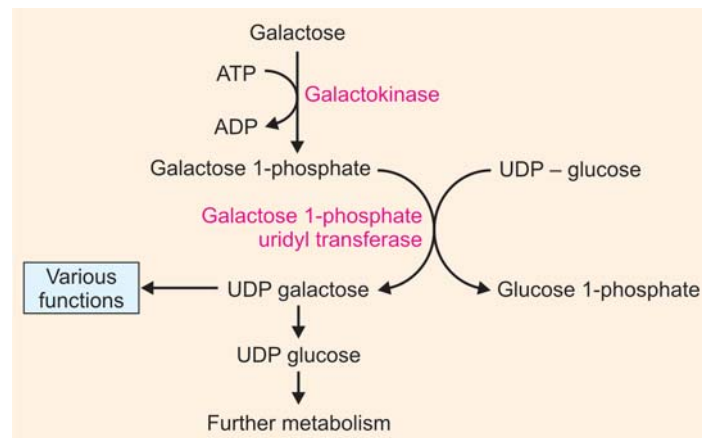 Galactose
ATP
Galactokinase
ADP
Galactose 1-phosphate
UDP – glucose
Galactose 1-phosphate
uridyl transferase
Various
functions
UDP galactose
Glucose 1-phosphate
UDP glucose
Further metabolism